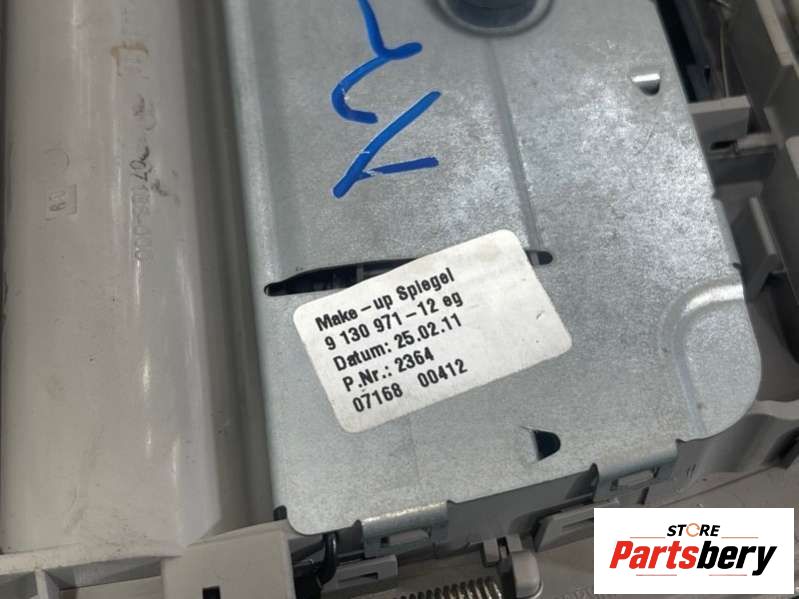 Make-up Spiegel
9 130 971-12 eg
Datum: 25.02.11
P.Nr.: 2364
07168 00412
STORE
Partsbery